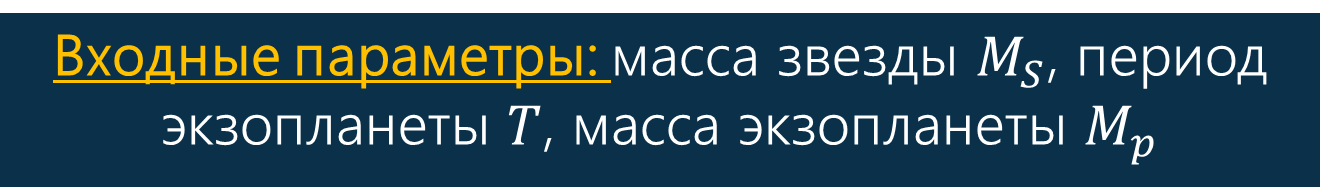 Входные параметры: масса звезды M_S, период
экзопланеты T, масса экзопланеты M_p